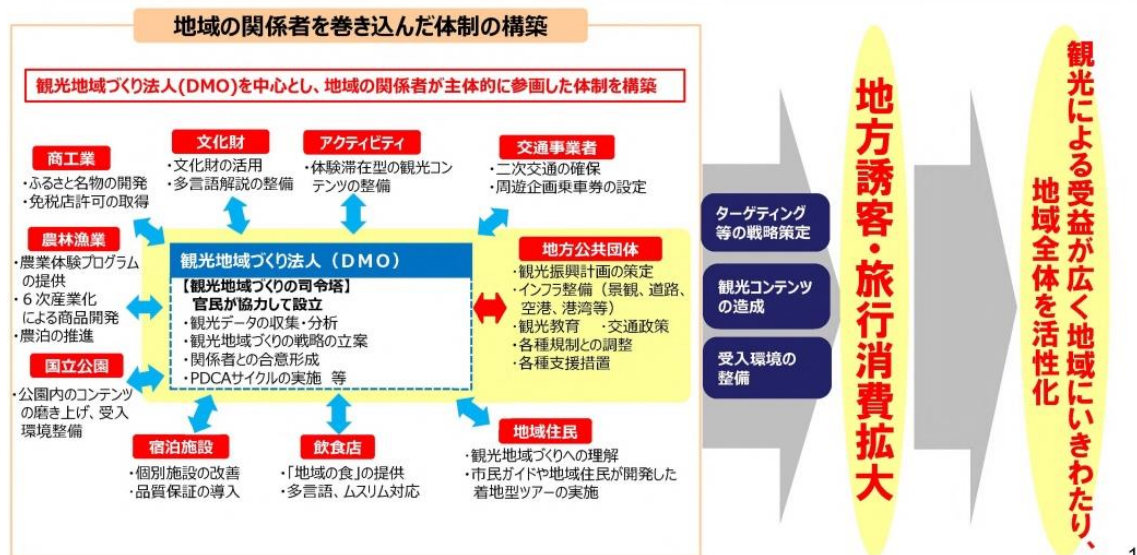 地域の関係者を巻き込んだ体制の構築
観光地域づくり法人(DMO)を中心とし、地域の関係者が主体的に参画した体制を構築
商工業
・ふるさと名物の開発
・免税店許可の取得
文化財
・文化財の活用
・多言語解説の整備
アクティビティ
・体験滞在型の観光コン
テンツの整備
交通事業者
・二次交通の確保
・周遊企画乗車券の設定
農林漁業
・農業体験プログラム
の提供
・6次産業化
による商品開発
・農泊の推進
観光地域づくり法人(DMO)
【観光地域づくりの司令塔】
官民が協力して設立
・観光データの収集・分析
・観光地域づくりの戦略の立案
・関係者との合意形成
・PDCAサイクルの実施 等
地方公共団体
・観光振興計画の策定
・インフラ整備(景観、道路、
空港、港湾等)
・観光教育 ・交通政策
・各種規制との調整
・各種支援措置
国立公園
・公園内のコンテンツ
の磨き上げ、受入
環境整備
宿泊施設
・個別施設の改善
・品質保証の導入
飲食店
・「地域の食」の提供
・多言語、ムスリム対応
地域住民
・観光地域づくりへの理解
・市民ガイドや地域住民が開発した
着地型ツアーの実施
ターゲティング
等の戦略策定
観光コンテンツ
の造成
受入環境の
整備
地方誘客・旅行消費拡大
観光による受益が広く地域にいきわたり、
地域全体を活性化
1